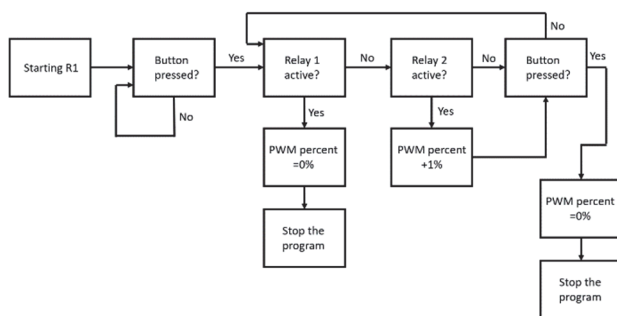 Starting R1
Button
pressed?
No
Yes
Relay 1
active?
No
Yes
PWM percent
=0%
Stop the
program
Relay 2
active?
No
Yes
PWM percent
+1%
No
Button
pressed?
Yes
PWM percent
=0%
Stop the
program